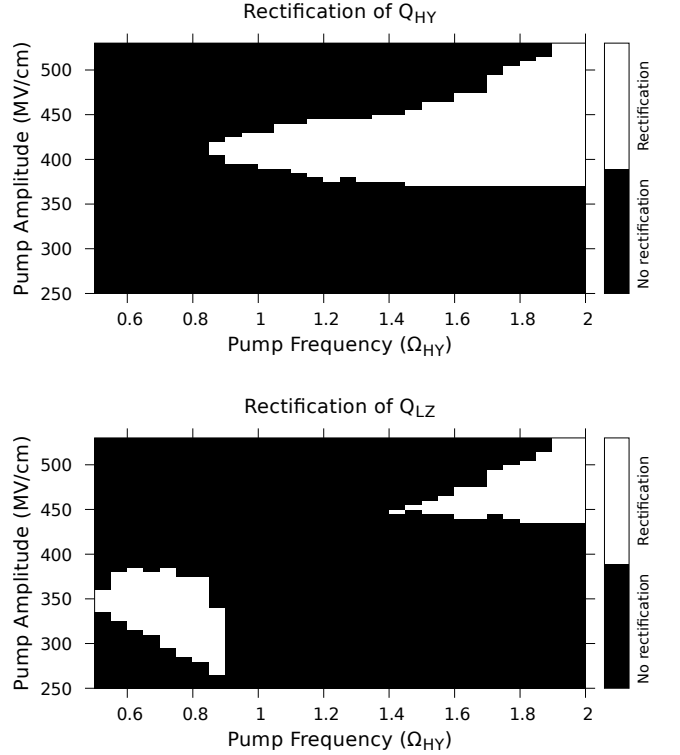 Rectification of Q_HY
Pump Amplitude (MV/cm)
500
450
400
350
300
250
0.6 0.8 1 1.2 1.4 1.6 1.8 2
Pump Frequency (Ω_HY)
Rectification
No rectification
Rectification of Q_LZ
Pump Amplitude (MV/cm)
500
450
400
350
300
250
0.6 0.8 1 1.2 1.4 1.6 1.8 2
Pump Frequency (Ω_HY)
Rectification
No rectification